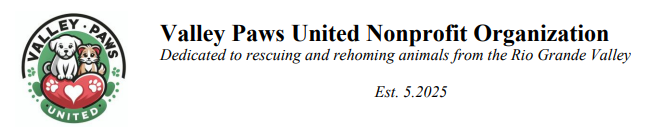 VALLEY · PAWS
UNITED
Valley Paws United Nonprofit Organization
Dedicated to rescuing and rehoming animals from the Rio Grande Valley
Est. 5.2025